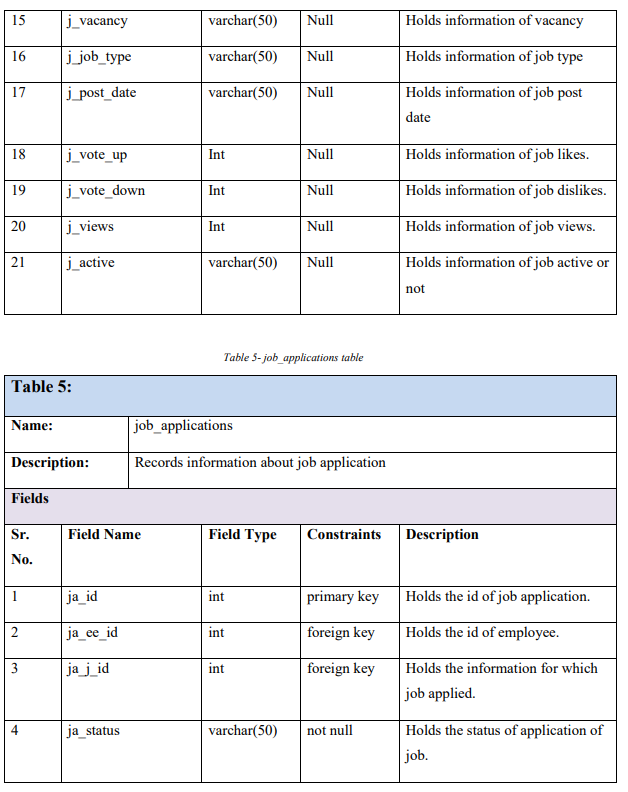 15 j_vacancy varchar(50) Null Holds information of vacancy
16 j_job_type varchar(50) Null Holds information of job type
17 j_post_date varchar(50) Null Holds information of job post
date
18 j_vote_up Int Null Holds information of job likes.
19 j_vote_down Int Null Holds information of job dislikes.
20 j_views Int Null Holds information of job views.
21 j_active varchar(50) Null Holds information of job active or
not
Table 5- job_applications table
Table 5:
Name: job_applications
Description: Records information about job application
Fields
Sr. Field Name Field Type Constraints Description
No.
1 ja_id int primary key Holds the id of job application.
2 ja_ee_id int foreign key Holds the id of employee.
3 ja_j_id int foreign key Holds the information for which
job applied.
4 ja_status varchar(50) not null Holds the status of application of
job.